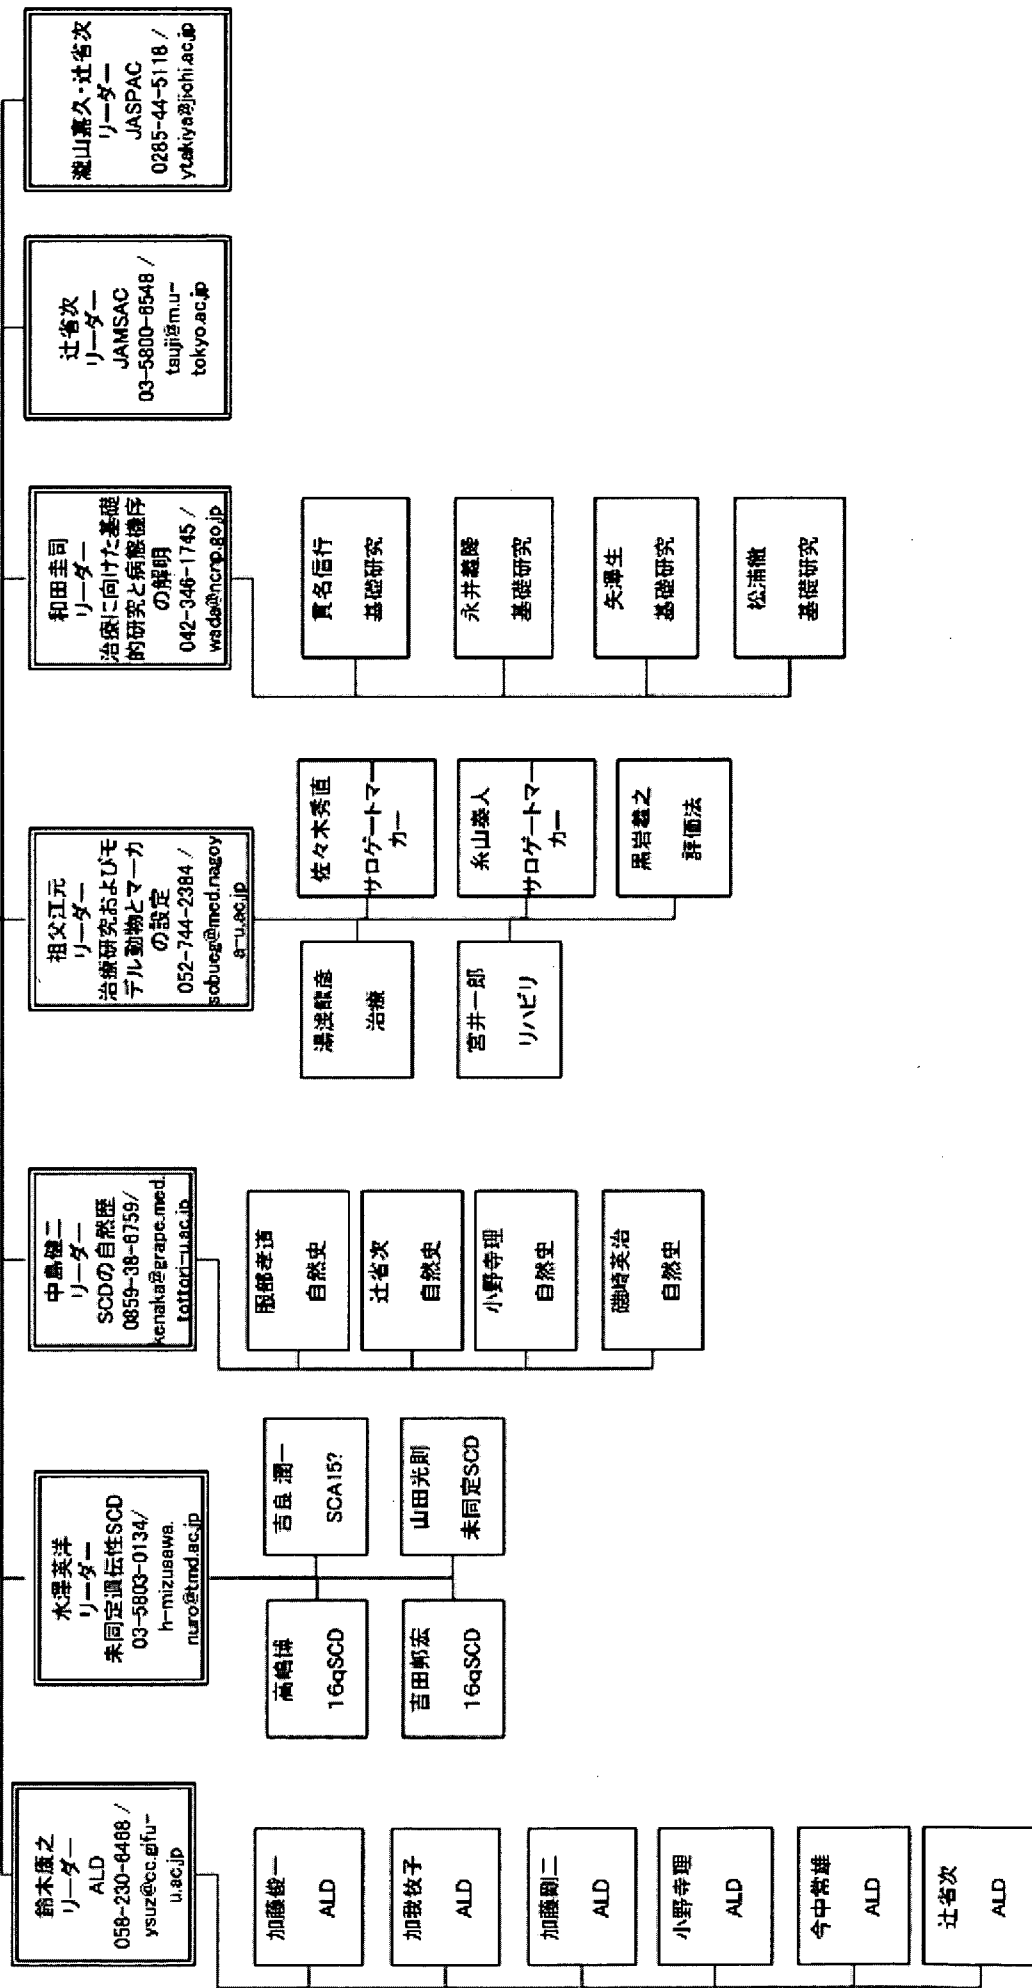 鈴木康之
リーダー
ALD
058-230-6468 /
ysuz@cc.gifu-
u.ac.jp
加藤俊一
ALD
加我牧子
ALD
加藤剛二
ALD
小野寺理
ALD
今中常雄
ALD
辻省次
ALD
水澤英洋
リーダー
未同定遺伝性SCD
03-5803-0134/
h-mizusawa.
nuro@tmd.ac.jp
高嶋博
16qSCD
吉良潤一
SCA15?
吉田邦宏
16qSCD
山田光則
未同定SCD
中島健二
リーダー
SCDの自然歴
0859-38-6759/
kenaka@grape.med.
tottori-u.ac.jp
服部孝道
自然史
辻省次
自然史
小野寺理
自然史
磯崎英治
自然史
祖父江元
リーダー
治療研究およびモ
デル動物とマーカ
の設定
052-744-2384 /
sobueg@med.nagoy
a-u.ac.jp
湯浅龍彦
治療
佐々木秀直
サロゲートマー
カー
宮井一郎
リハビリ
糸山泰人
サロゲートマー
カー
黒岩義之
評価法
和田圭司
リーダー
治療に向けた基礎
的研究と病態機序
の解明
042-346-1745 /
wada@ncnp.go.jp
貫名信行
基礎研究
永井義隆
基礎研究
矢澤生
基礎研究
松浦徹
基礎研究
辻省次
リーダー
JAMSAC
03-5800-6548 /
tsuji@m.u-
tokyo.ac.jp
瀧山嘉久・辻省次
リーダー
JASPAC
0285-44-5118 /
ytakiya@jichi.ac.jp